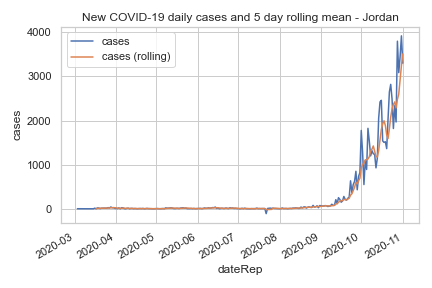 New COVID-19 daily cases and 5 day rolling mean - Jordan
cases
cases (rolling)
4000
3000
2000
1000
0
cases
2020-03
2020-04
2020-05
2020-06
2020-07
2020-08
2020-09
2020-10
2020-11
dateRep